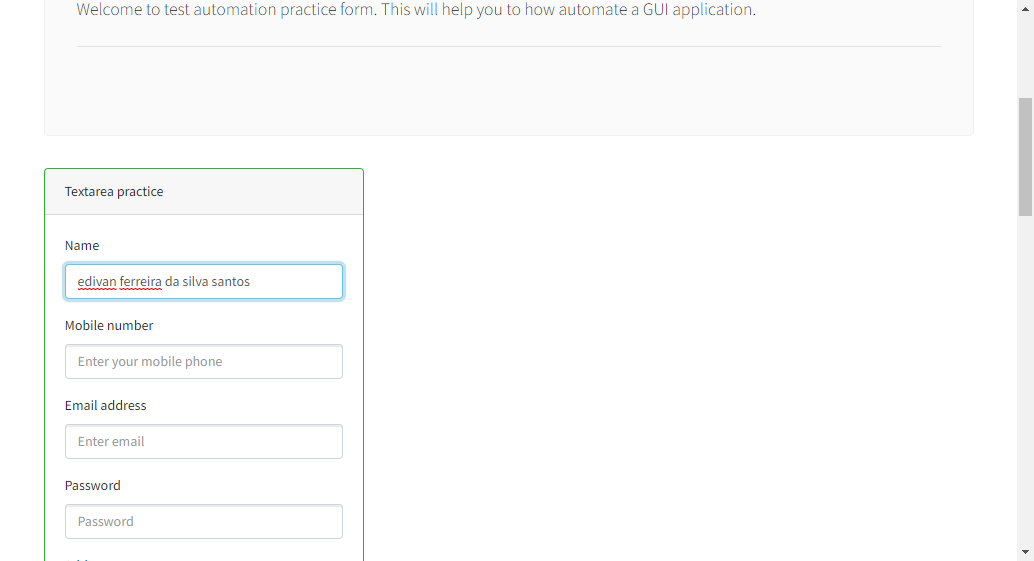 Welcome to test automation practice form. This will help you to how automate a GUI application.
Textarea practice
Name
edivan ferreira da silva santos
Mobile number
Enter your mobile phone
Email address
Enter email
Password
Password